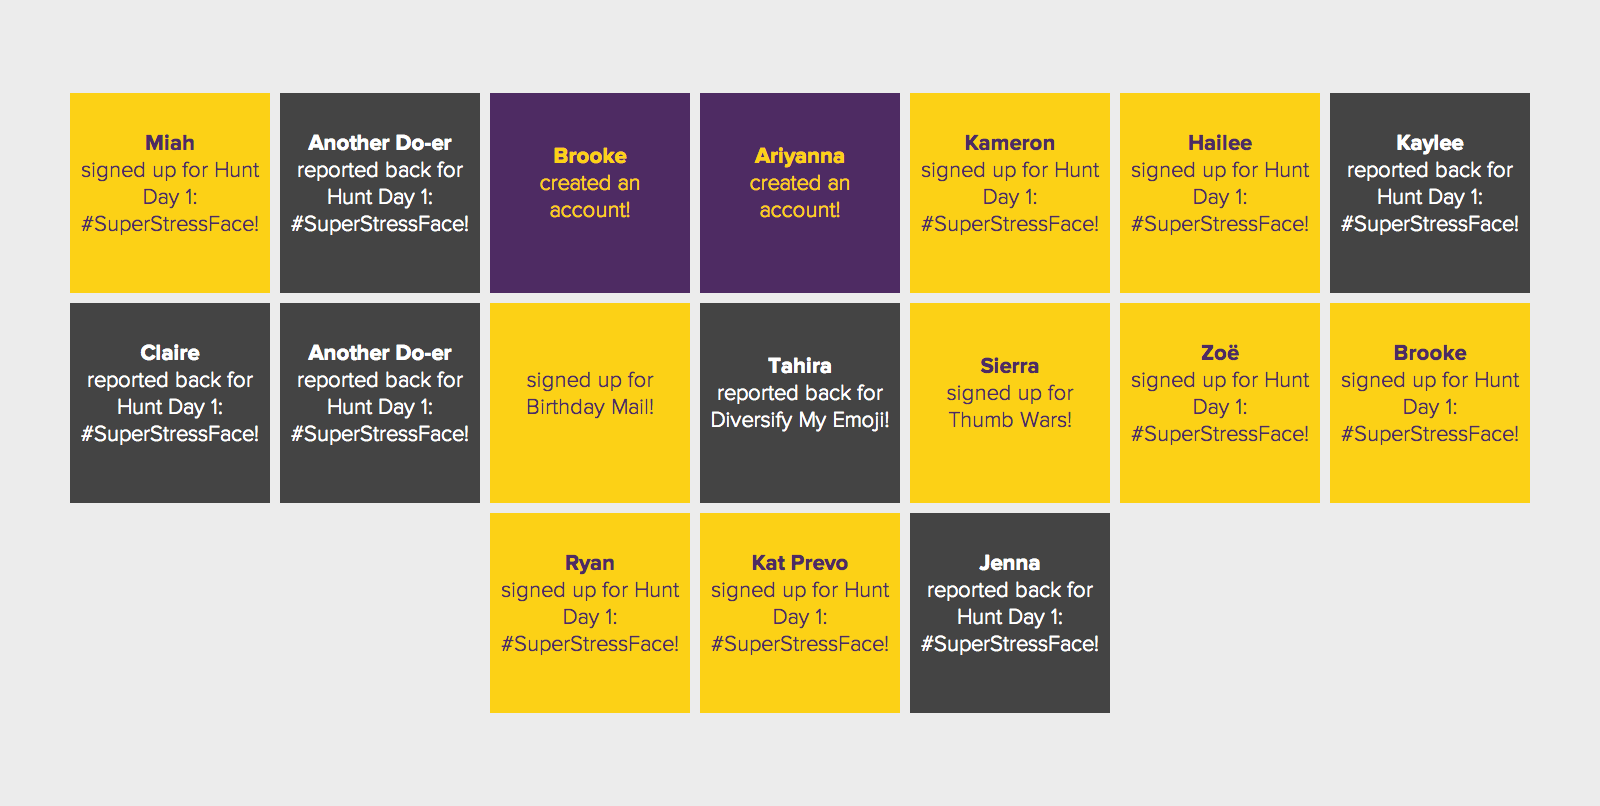 Miah
signed up for Hunt
Day 1:
#SuperStressFace!
Another Do-er
reported back for
Hunt Day 1:
#SuperStressFace!
Brooke
created an
account!
Ariyanna
created an
account!
Kameron
signed up for Hunt
Day 1:
#SuperStressFace!
Hailee
signed up for Hunt
Day 1:
#SuperStressFace!
Kaylee
reported back for
Hunt Day 1:
#SuperStressFace!
Claire
reported back for
Hunt Day 1:
#SuperStressFace!
Another Do-er
reported back for
Hunt Day 1:
#SuperStressFace!
signed up for
Birthday Mail!
Tahira
reported back for
Diversify My Emoji!
Sierra
signed up for
Thumb Wars!
Zoë
signed up for Hunt
Day 1:
#SuperStressFace!
Brooke
signed up for Hunt
Day 1:
#SuperStressFace!
Ryan
signed up for Hunt
Day 1:
#SuperStressFace!
Kat Prevo
signed up for Hunt
Day 1:
#SuperStressFace!
Jenna
reported back for
Hunt Day 1:
#SuperStressFace!